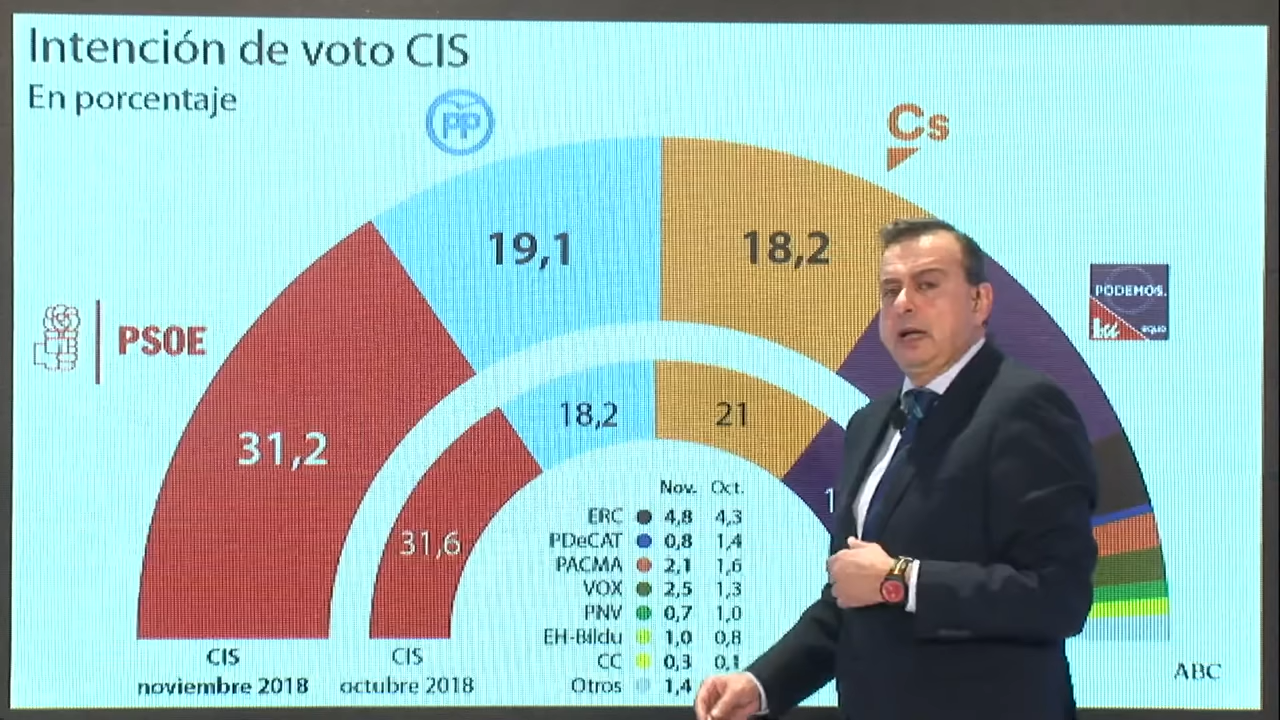 Intención de voto CIS
En porcentaje
pp
Cs
PSOE
PODEMOS.
equo
19,1
18,2
31,2
18,2
21
31,6
Nov. Oct.
ERC 4,8 4,3
PDeCAT 0,8 1,4
PACMA 2,1 1,6
VOX 2,5 1,3
PNV 0,7 1,0
EH-Bildu 1,0 0,8
CC 0,3 0,1
Otros 1,4
CIS
noviembre 2018
CIS
octubre 2018
ABC